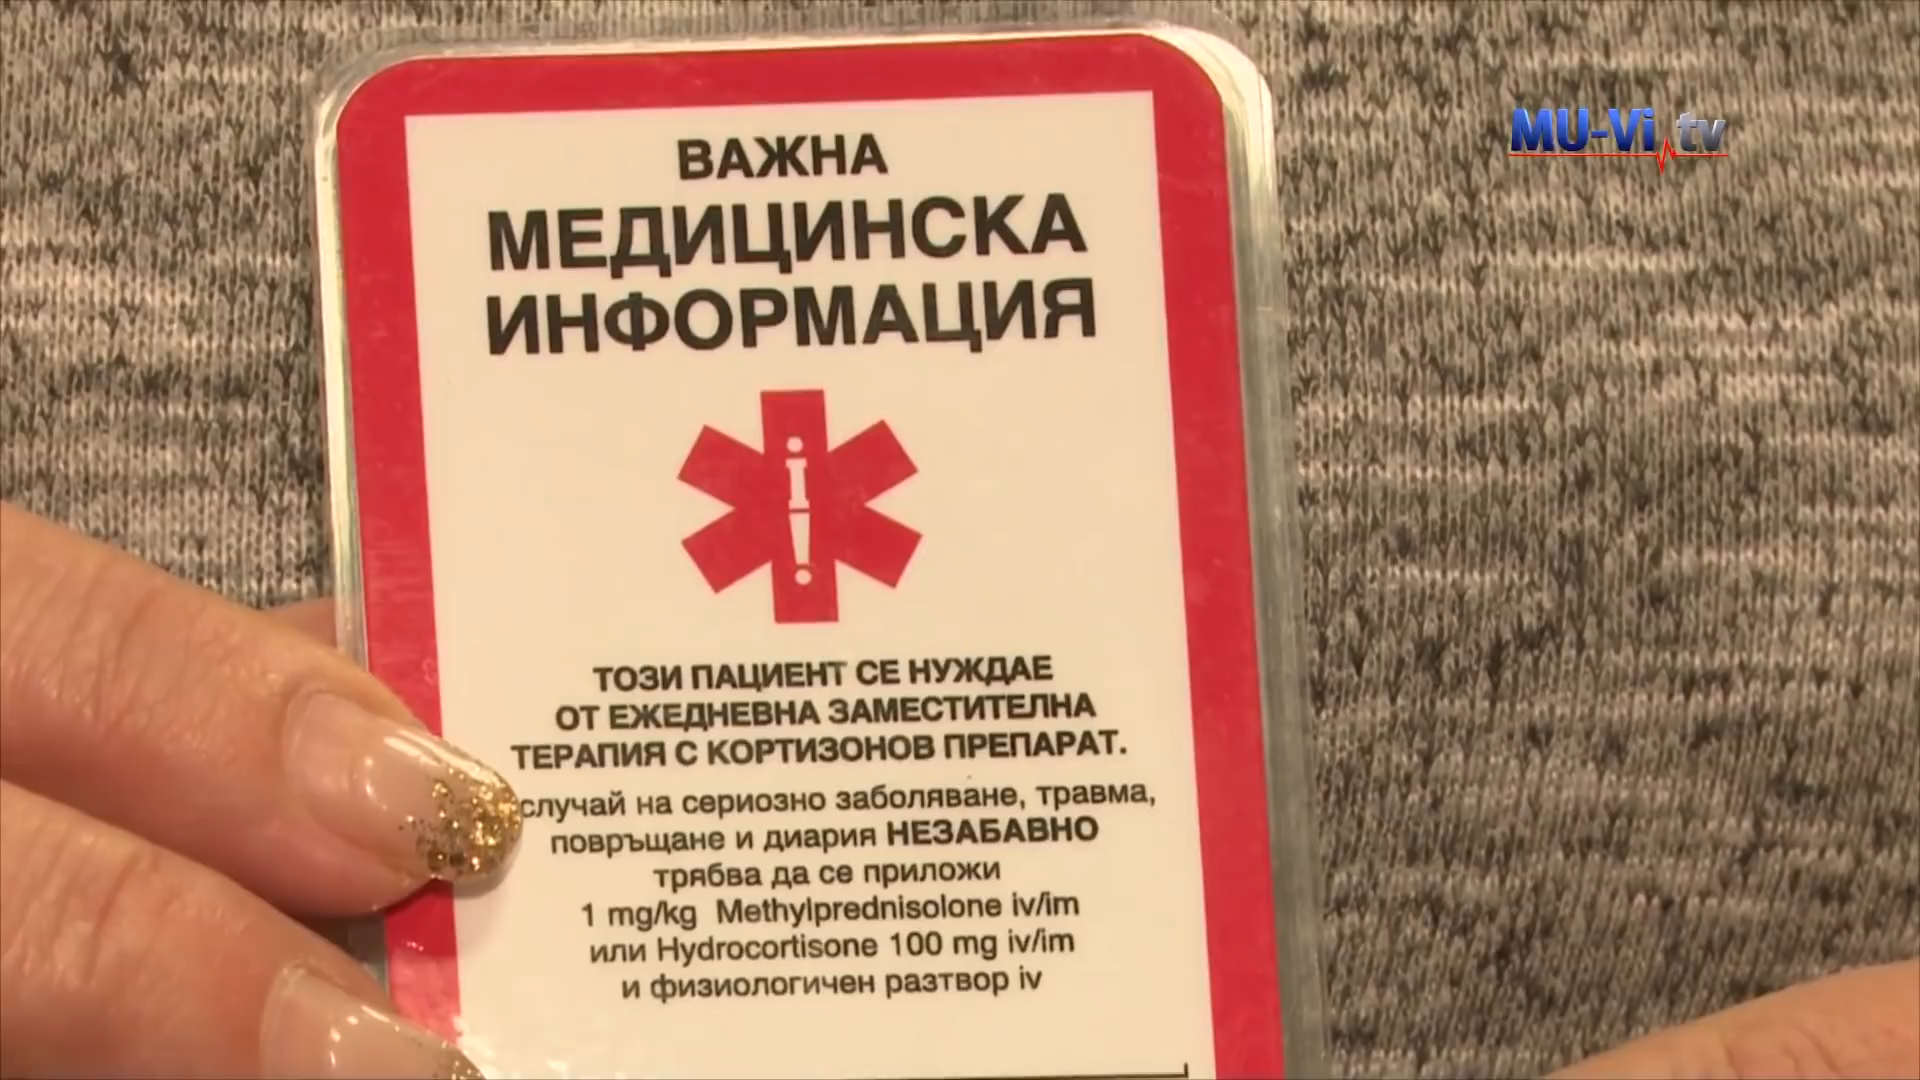 MU-Vi.tv
ВАЖНА
МЕДИЦИНСКА
ИНФОРМАЦИЯ
ТОЗИ ПАЦИЕНТ СЕ НУЖДАЕ
ОТ ЕЖЕДНЕВНА ЗАМЕСТИТЕЛНА
ТЕРАПИЯ С КОРТИЗОНОВ ПРЕПАРАТ.
случай на сериозно заболяване, травма,
повръщане и диария НЕЗАБАВНО
трябва да се приложи
1 mg/kg Methylprednisolone iv/im
или Hydrocortisone 100 mg iv/im
и физиологичен разтвор iv